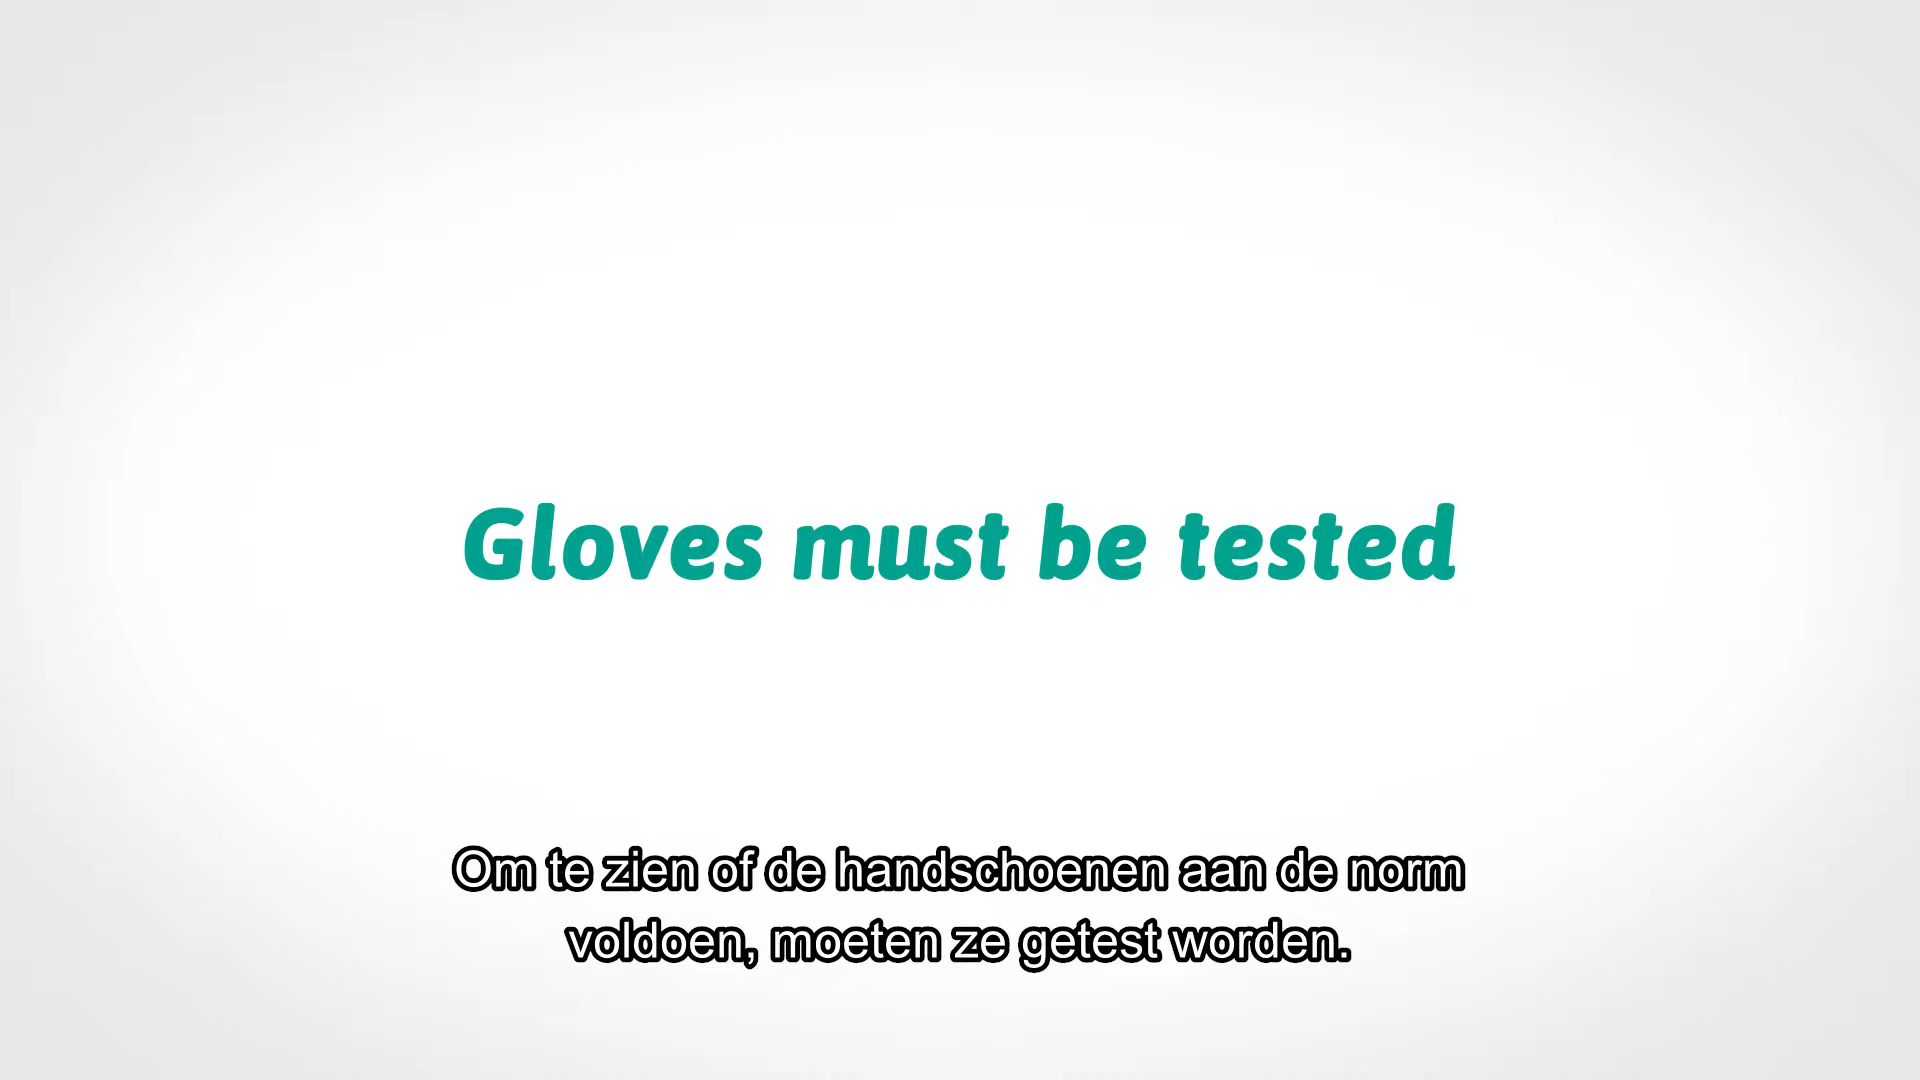 Gloves must be tested
Om te zien of de handschoenen aan de norm
voldoen, moeten ze getest worden.